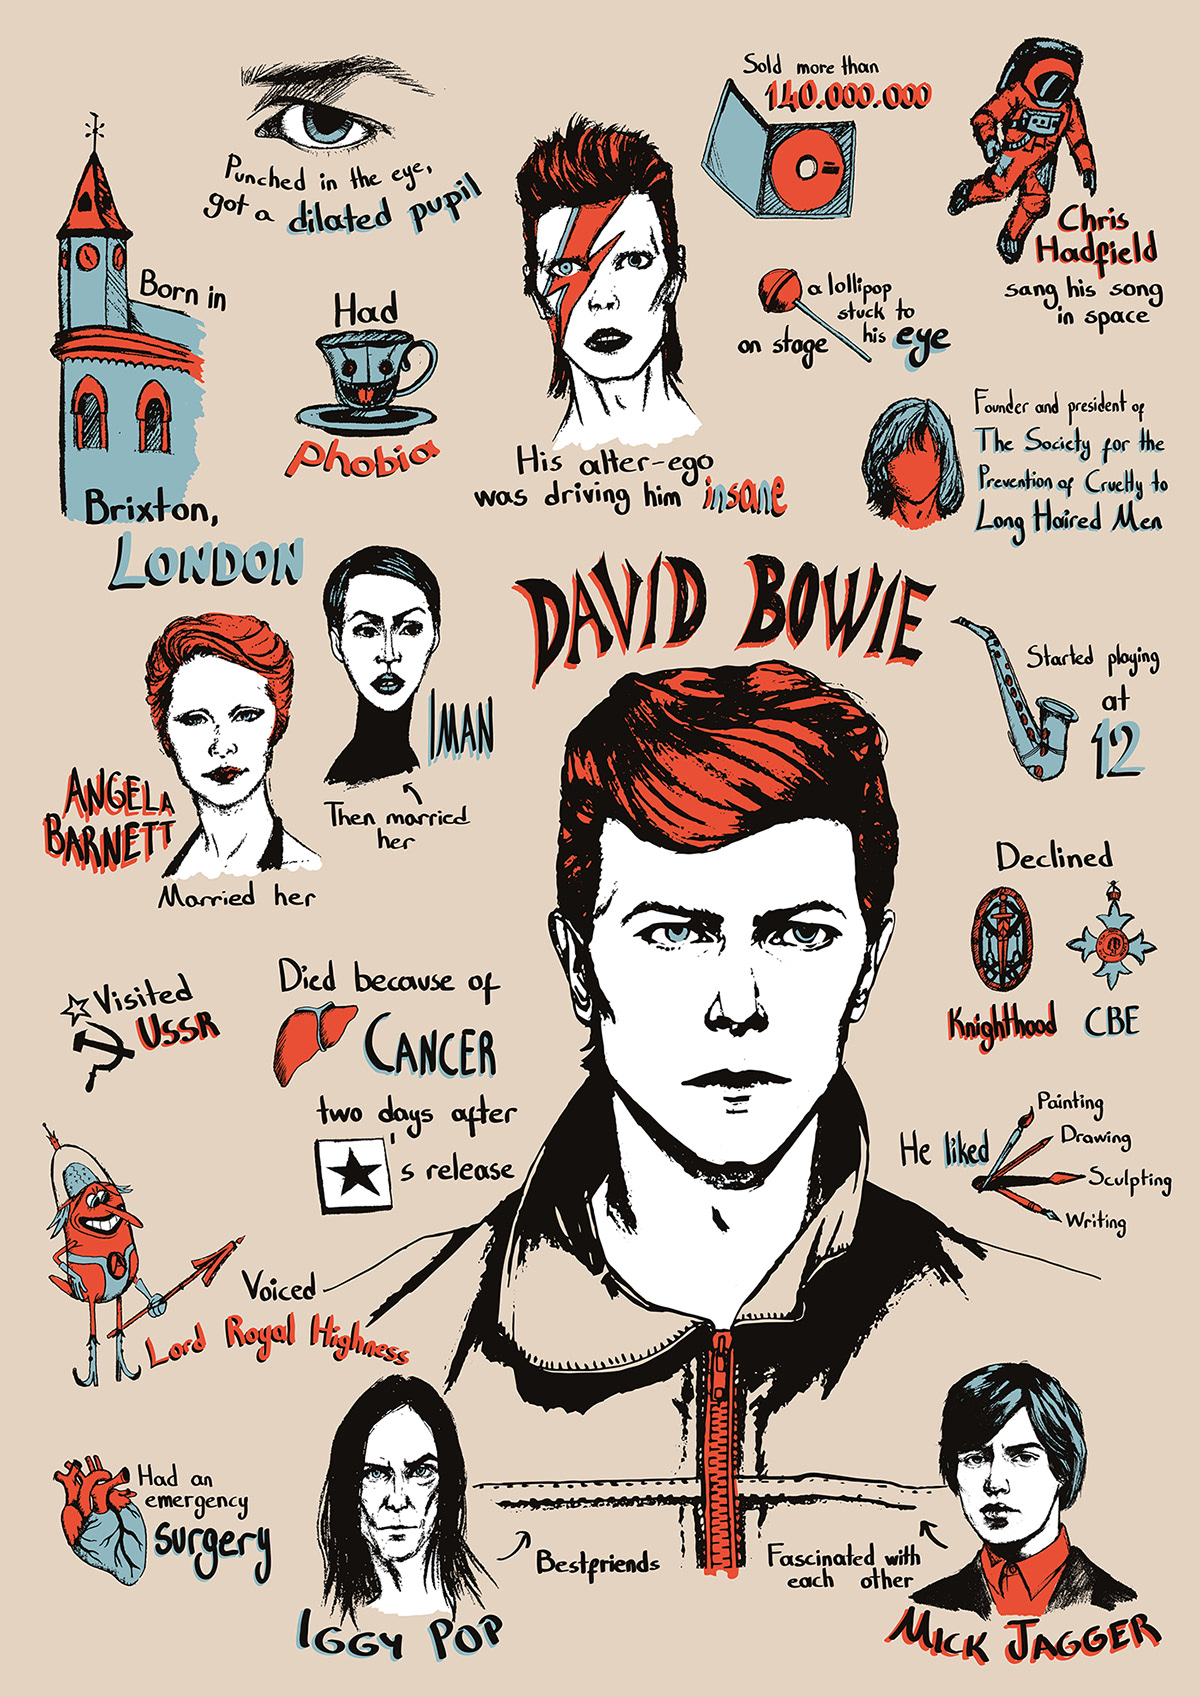 Punched in the eye,
got a dilated pupil
Sold more than
140.000.000
Chris
Hadfield
sang his song
in space
Born in
Brixton,
LONDON
Had
Phobia
His alter-ego
was driving him insane
a lollipop
stuck to
his eye
on stage
Founder and president of
The Society for the
Prevention of Cruelty to
Long Haired Men
DAVID BOWIE
ANGELA
BARNETT
Married her
IMAN
Then married
her
Started playing
at
12
Declined
Knighthood
CBE
Visited
USSR
Died because of
CANCER
two days after
's release
He liked
Painting
Drawing
Sculpting
Writing
Voiced
Lord Royal Highness
Had an
emergency
surgery
IGGY POP
Bestfriends
Fascinated with
each other
MICK JAGGER